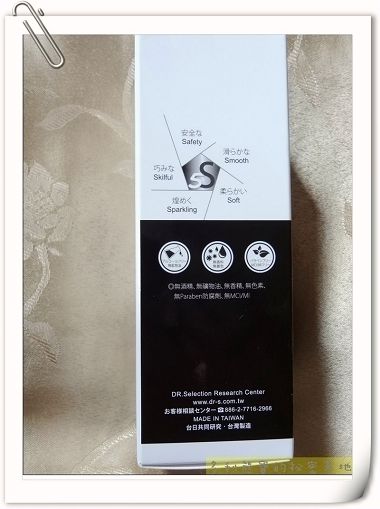 安全な
Safety
滑らかな
Smooth
巧みな
Skilful
S
柔らかい
Soft
煌めく
Sparkling
◎無酒精、無礦物油、無香精、無色素、
無Paraben防腐劑、無MCI/MI
DR.Selection Research Center
www.dr-s.com.tw
お客様相談センター☎886-2-7716-2966
MADE IN TAIWAN
台日共同研究・台灣製造